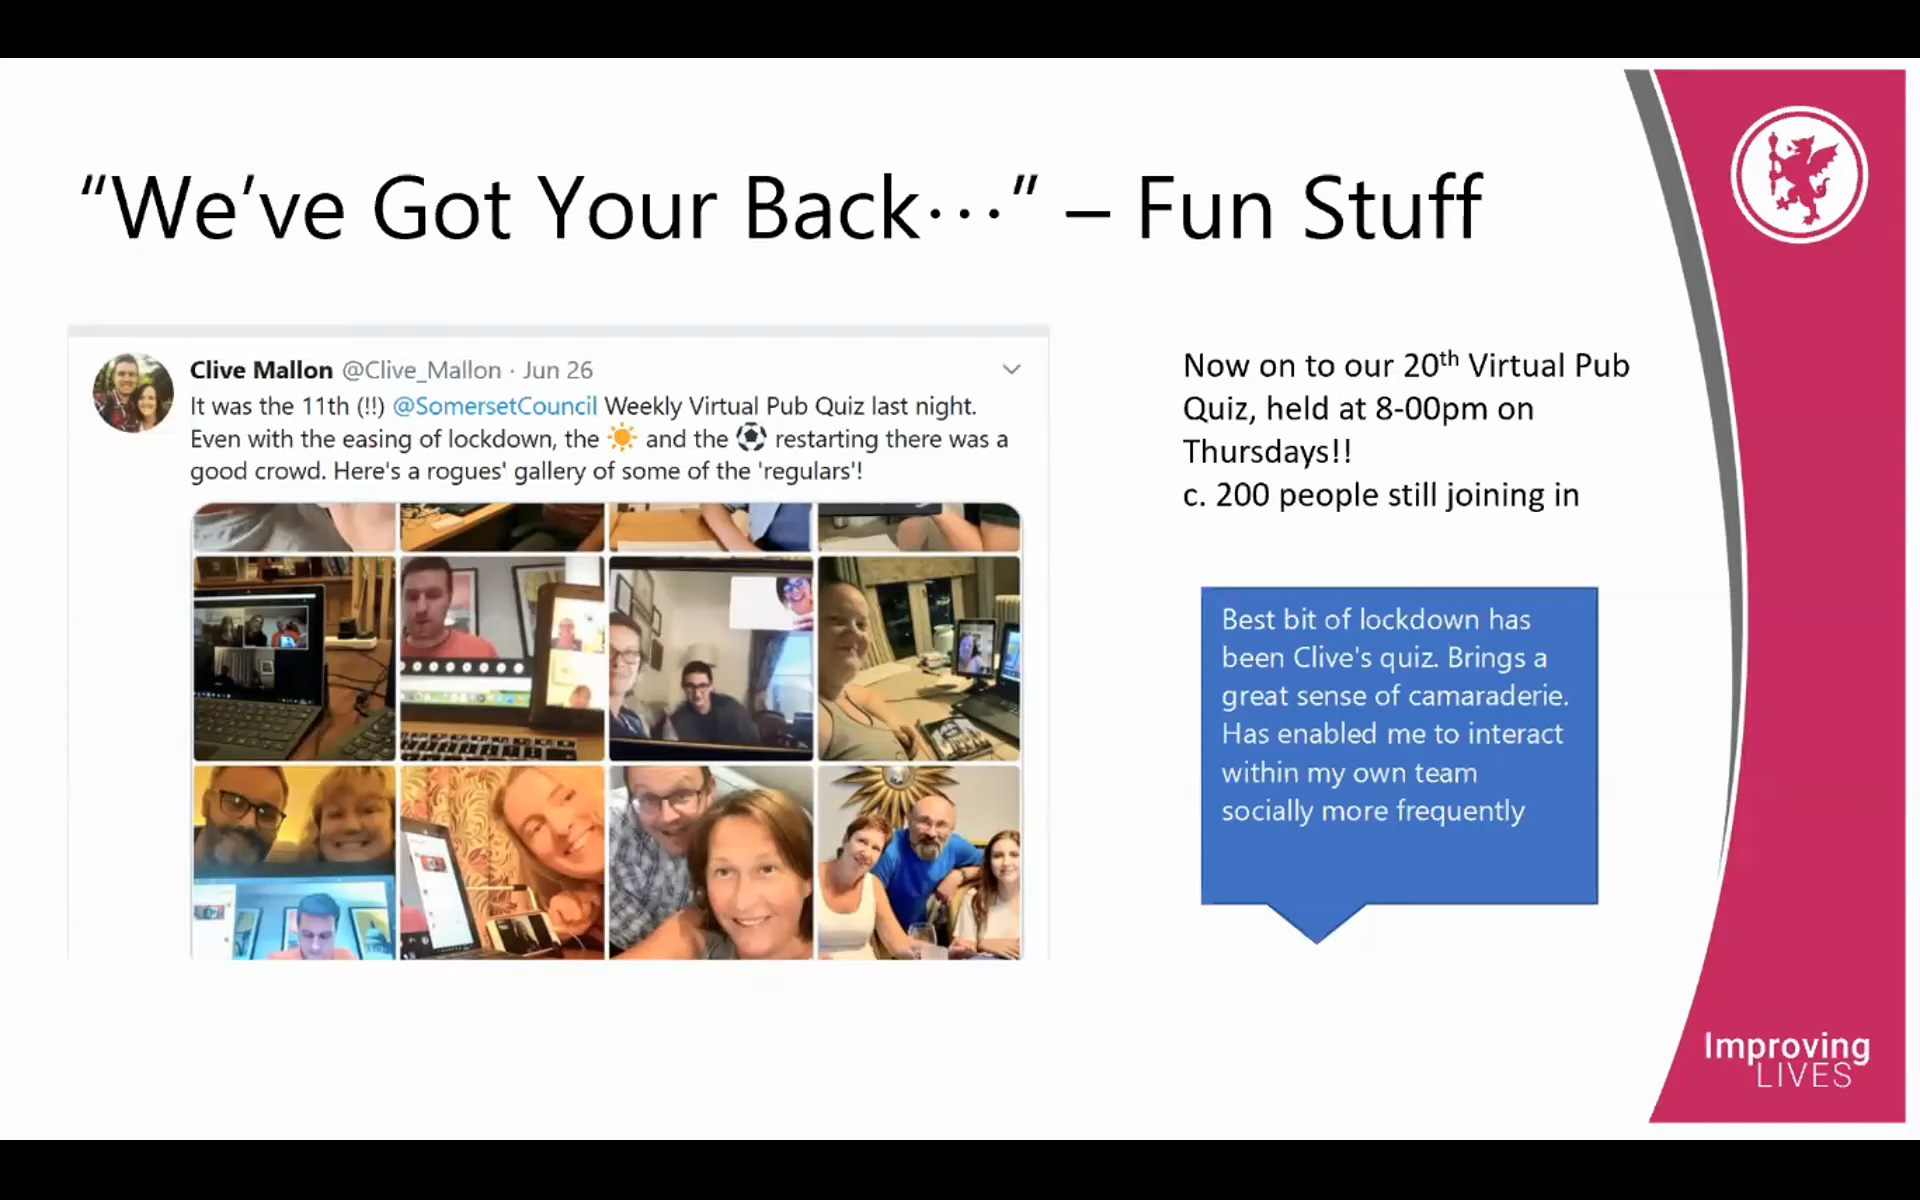 “We’ve Got Your Back…” – Fun Stuff
Clive Mallon @Clive_Mallon · Jun 26
It was the 11th (!!) @SomersetCouncil Weekly Virtual Pub Quiz last night.
Even with the easing of lockdown, the ☀️ and the ⚽ restarting there was a
good crowd. Here's a rogues' gallery of some of the 'regulars'!
Now on to our 20th Virtual Pub
Quiz, held at 8-00pm on
Thursdays!!
c. 200 people still joining in
Best bit of lockdown has
been Clive's quiz. Brings a
great sense of camaraderie.
Has enabled me to interact
within my own team
socially more frequently
Improving
LIVES